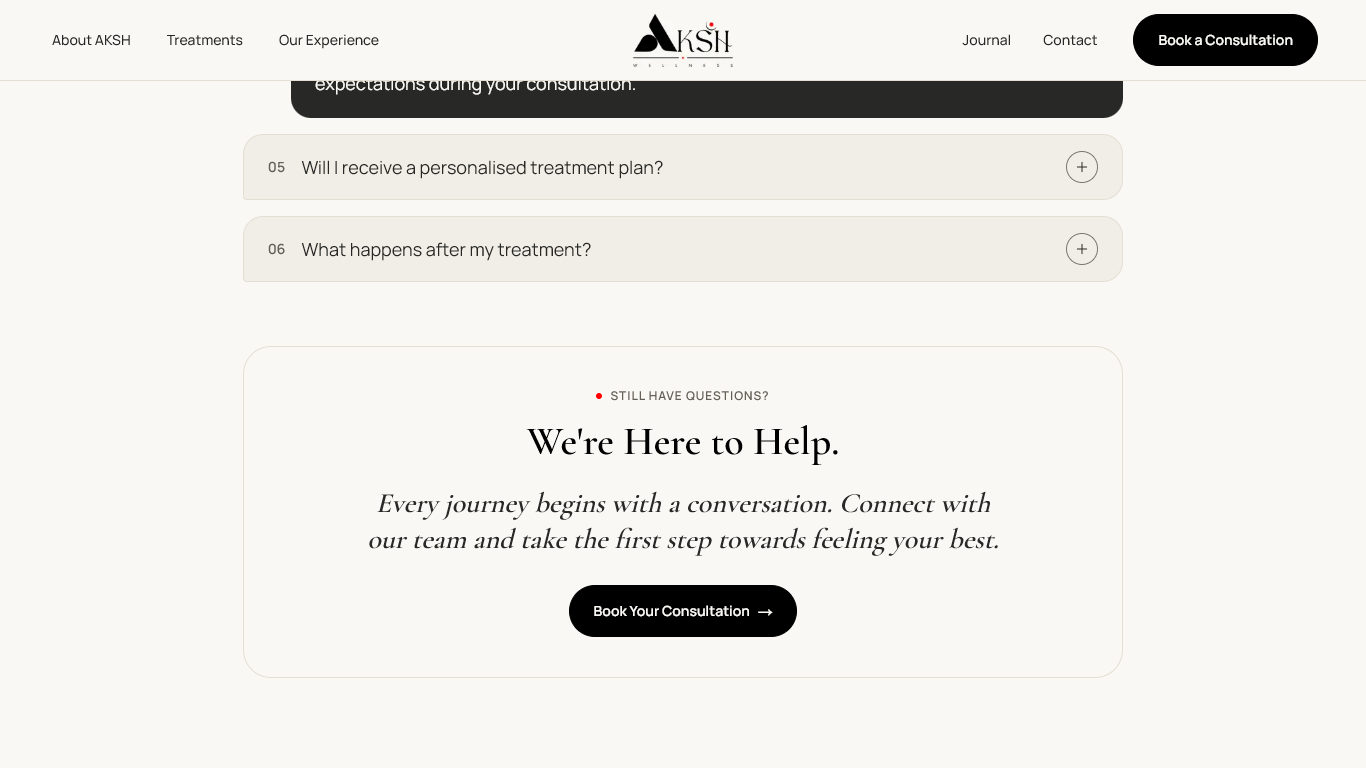 About AKSH
Treatments
Our Experience
AKSH
WELLNESS
Journal
Contact
Book a Consultation
expectations during your consultation.
05 Will I receive a personalised treatment plan?
06 What happens after my treatment?
STILL HAVE QUESTIONS?
We're Here to Help.
Every journey begins with a conversation. Connect with
our team and take the first step towards feeling your best.
Book Your Consultation →